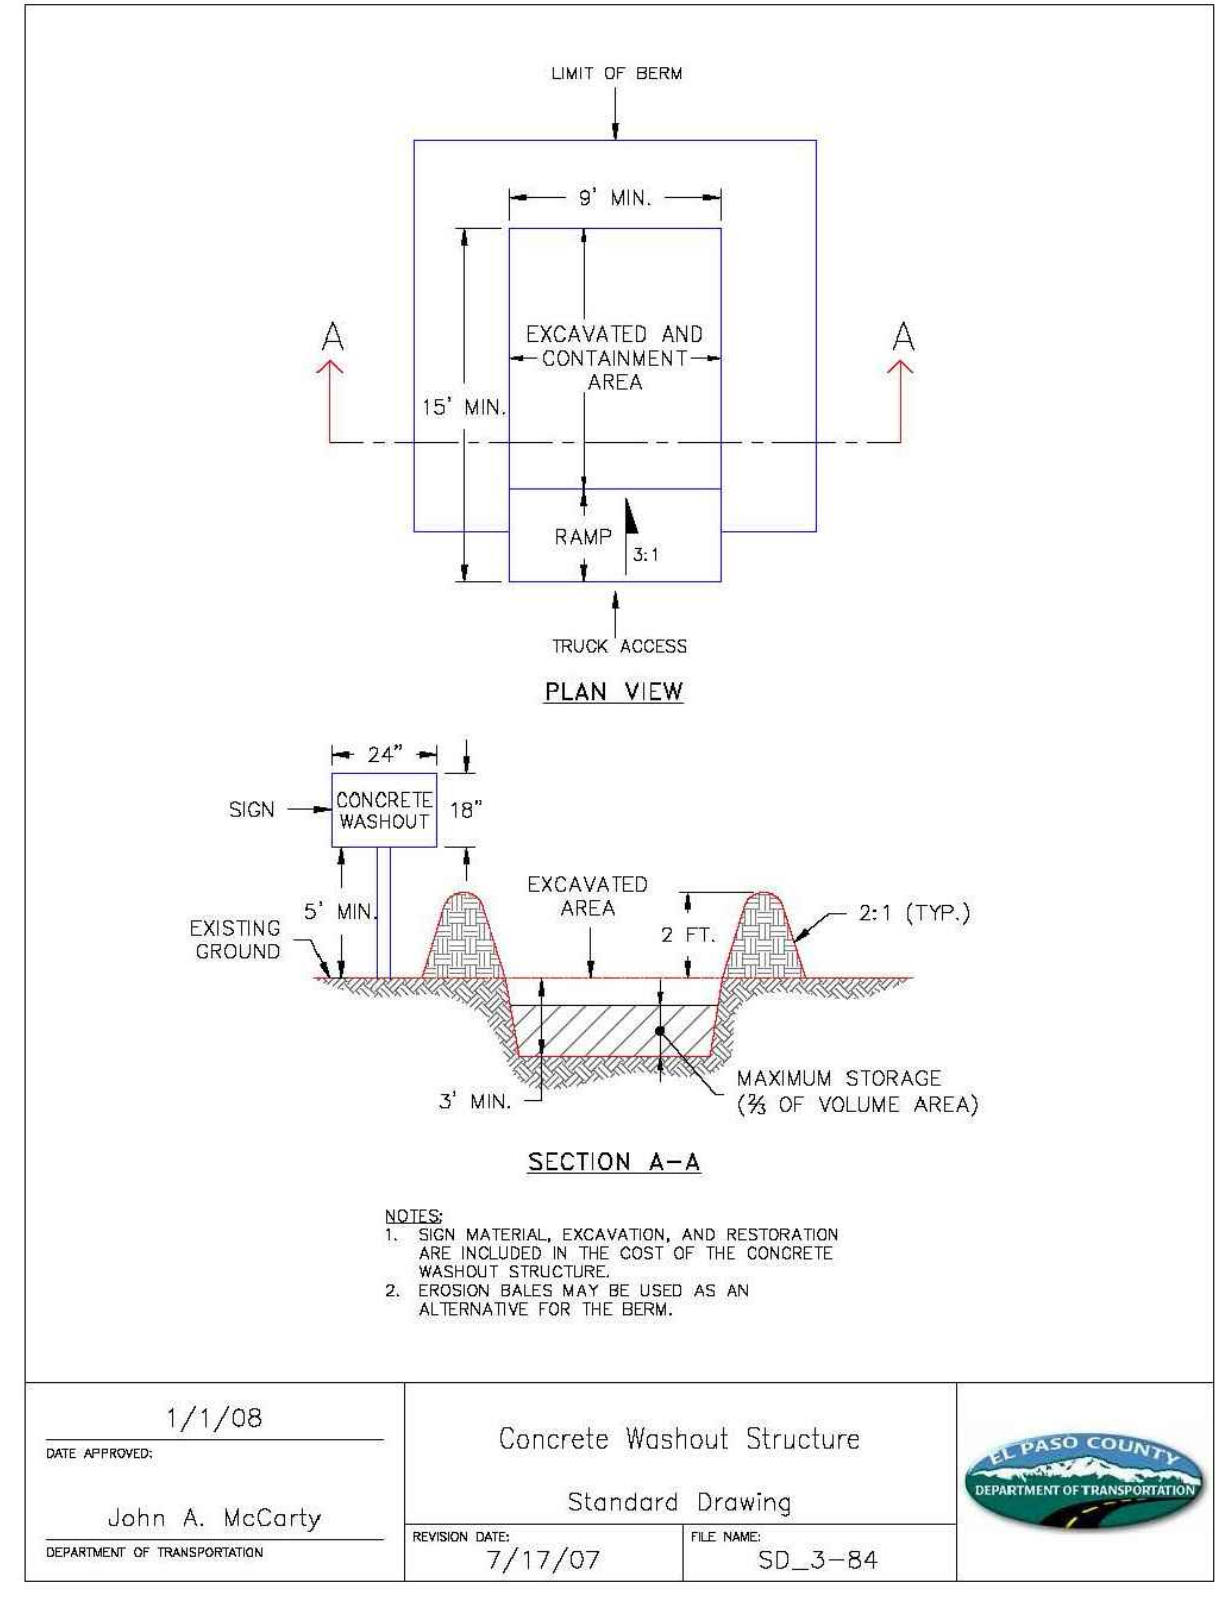 LIMIT OF BERM
9' MIN.
A
A
EXCAVATED AND
CONTAINMENT
AREA
15' MIN.
RAMP
3:1
TRUCK ACCESS
PLAN VIEW
24"
SIGN
CONCRETE
WASHOUT
18"
EXCAVATED
AREA
5' MIN.
2:1 (TYP.)
EXISTING
GROUND
2 FT.
MAXIMUM STORAGE
(⅔ OF VOLUME AREA)
3' MIN.
SECTION A-A
NOTES:
1. SIGN MATERIAL, EXCAVATION, AND RESTORATION
ARE INCLUDED IN THE COST OF THE CONCRETE
WASHOUT STRUCTURE.
2. EROSION BALES MAY BE USED AS AN
ALTERNATIVE FOR THE BERM.
1/1/08
DATE APPROVED:
John A. McCarty
DEPARTMENT OF TRANSPORTATION
Concrete Washout Structure
Standard Drawing
REVISION DATE:
7/17/07
FILE NAME:
SD_3-84
EL PASO COUNTY
DEPARTMENT OF TRANSPORTATION